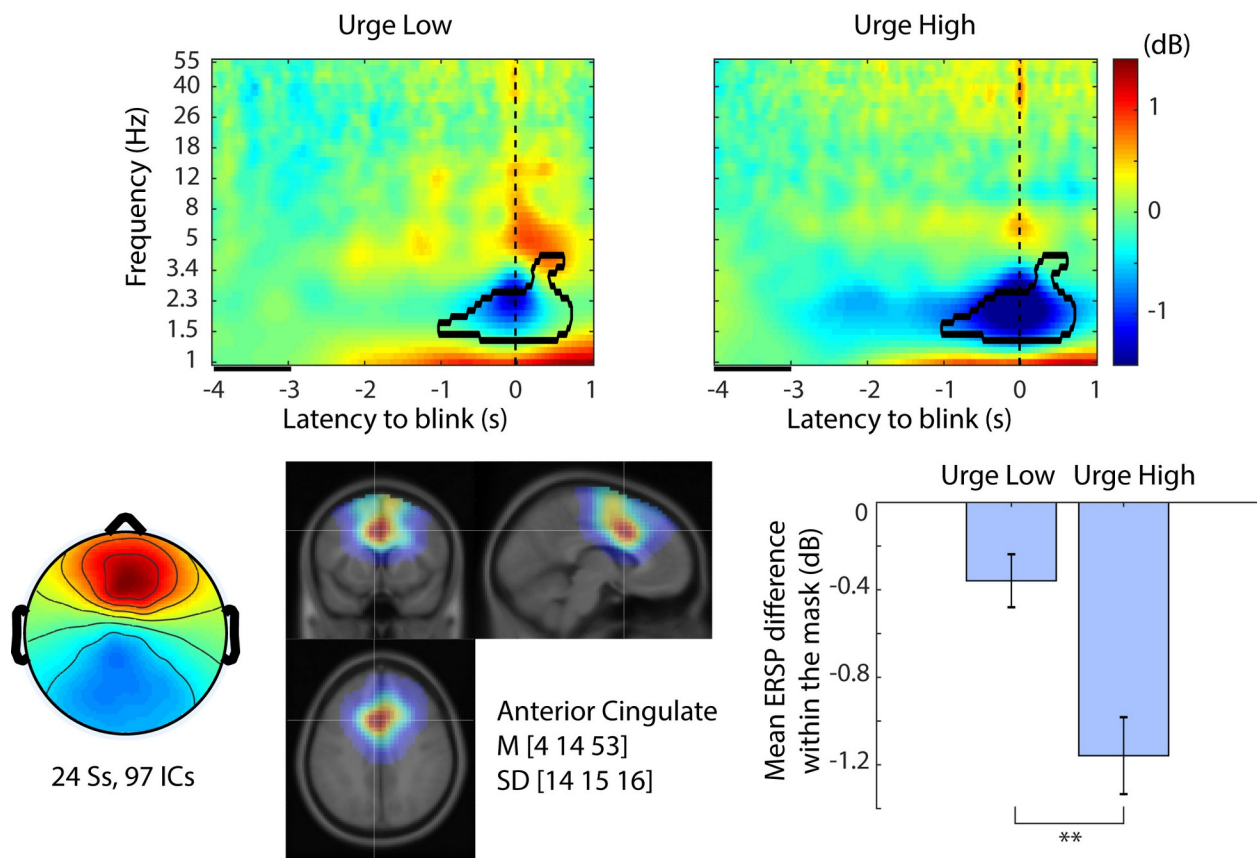 Urge Low
Urge High
(dB)
Frequency (Hz)
55
40
26
18
12
8
5
3.4
2.3
1.5
1
-4 -3 -2 -1 0 1
Latency to blink (s)
-4 -3 -2 -1 0 1
Latency to blink (s)
1
0
-1
24 Ss, 97 ICs
Anterior Cingulate
M [4 14 53]
SD [14 15 16]
Urge Low Urge High
Mean ERSP difference
within the mask (dB)
0
-0.4
-0.8
-1.2
**